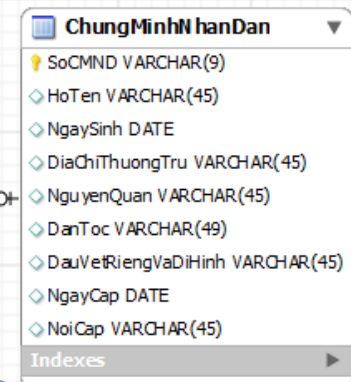 ChungMinhNhanDan
SoCMND VARCHAR(9)
HoTen VARCHAR(45)
NgaySinh DATE
DiaChiThuongTru VARCHAR(45)
NguyenQuan VARCHAR(45)
DanToc VARCHAR(49)
DauVetRiengVaDiHinh VARCHAR(45)
NgayCap DATE
NoiCap VARCHAR(45)
Indexes